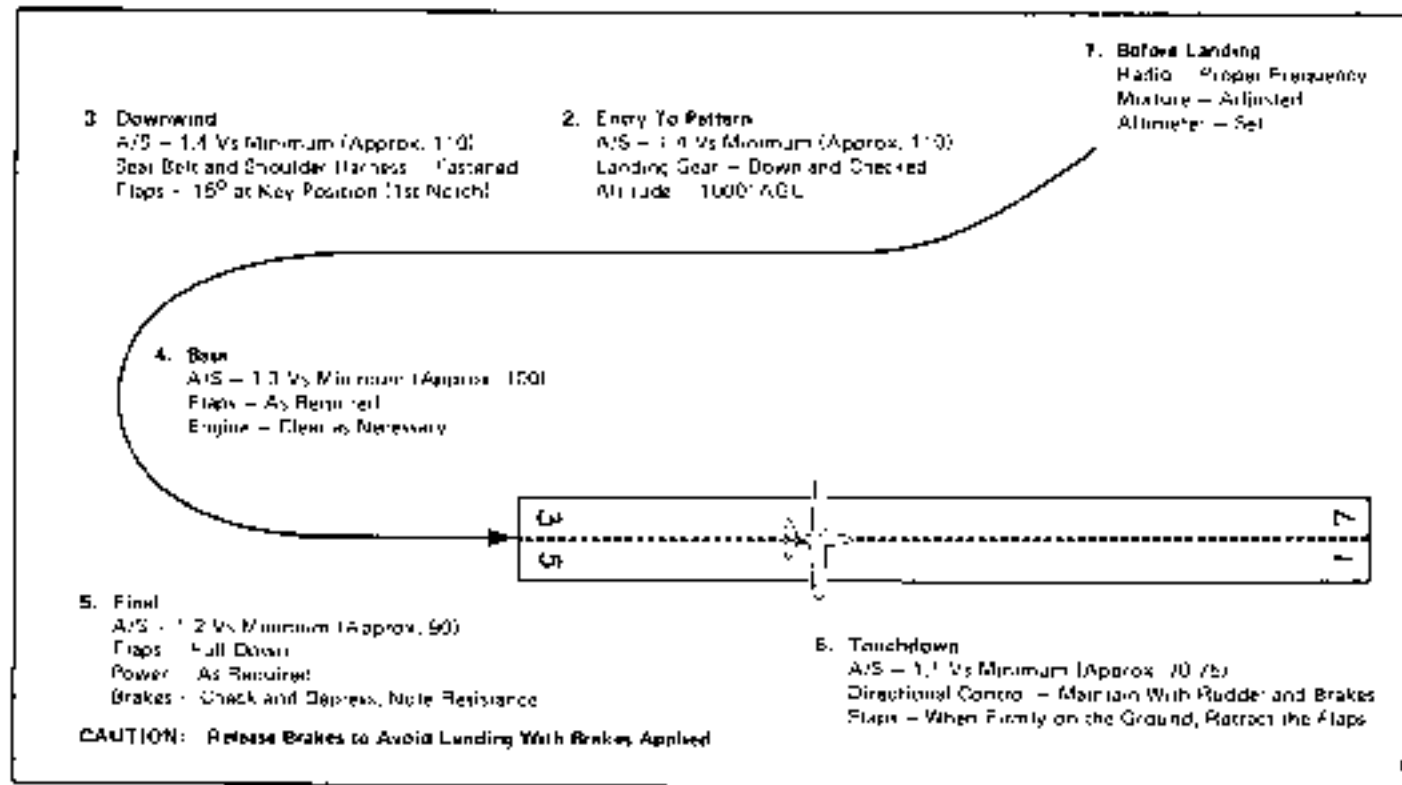 1. Before Landing
Radio – Proper Frequency
Mixture – Adjusted
Altimeter – Set
2. Entry To Pattern
A/S – 1.4 Vs Minimum (Approx. 110)
Landing Gear – Down and Checked
Altitude – 1000' AGL
3 Downwind
A/S – 1.4 Vs Minimum (Approx. 110)
Seat Belt and Shoulder Harness – Fastened
Flaps - 15° at Key Position (1st Notch)
4. Base
A/S – 1.3 Vs Minimum (Approx. 100)
Flaps – As Required
Engine – Clear as Necessary
35
17
5. Final
A/S - 1.2 Vs Minimum (Approx. 90)
Flaps – Full Down
Power – As Required
Brakes - Check and Depress, Note Resistance
CAUTION: Release Brakes to Avoid Landing With Brakes Applied
6. Touchdown
A/S – 1.1 Vs Minimum (Approx. 70-75)
Directional Control – Maintain With Rudder and Brakes
Flaps – When Firmly on the Ground, Retract the Flaps